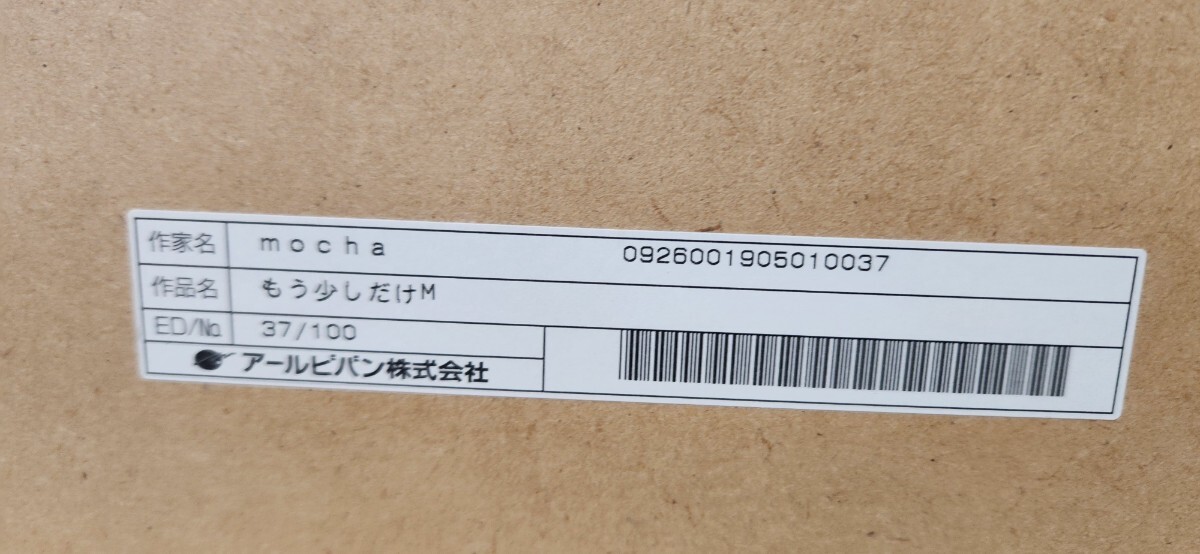 作家名 mocha 0926001905010037
作品名 もう少しだけM
ED/No. 37/100
アールビバン株式会社